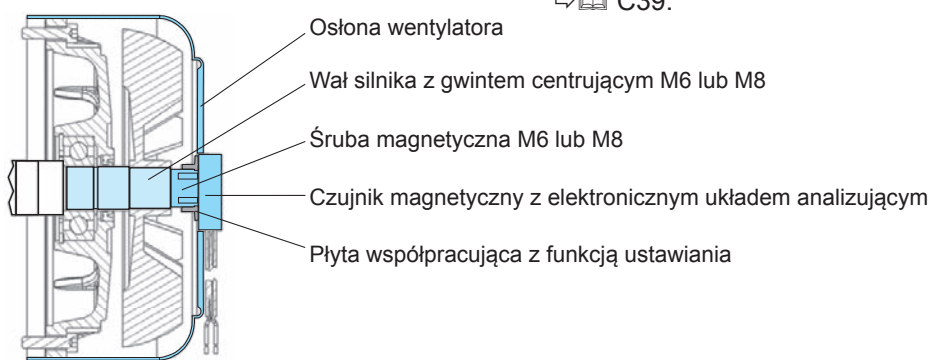 C39.
Osłona wentylatora
Wał silnika z gwintem centrującym M6 lub M8
Śruba magnetyczna M6 lub M8
Czujnik magnetyczny z elektronicznym układem analizującym
Płyta współpracująca z funkcją ustawiania